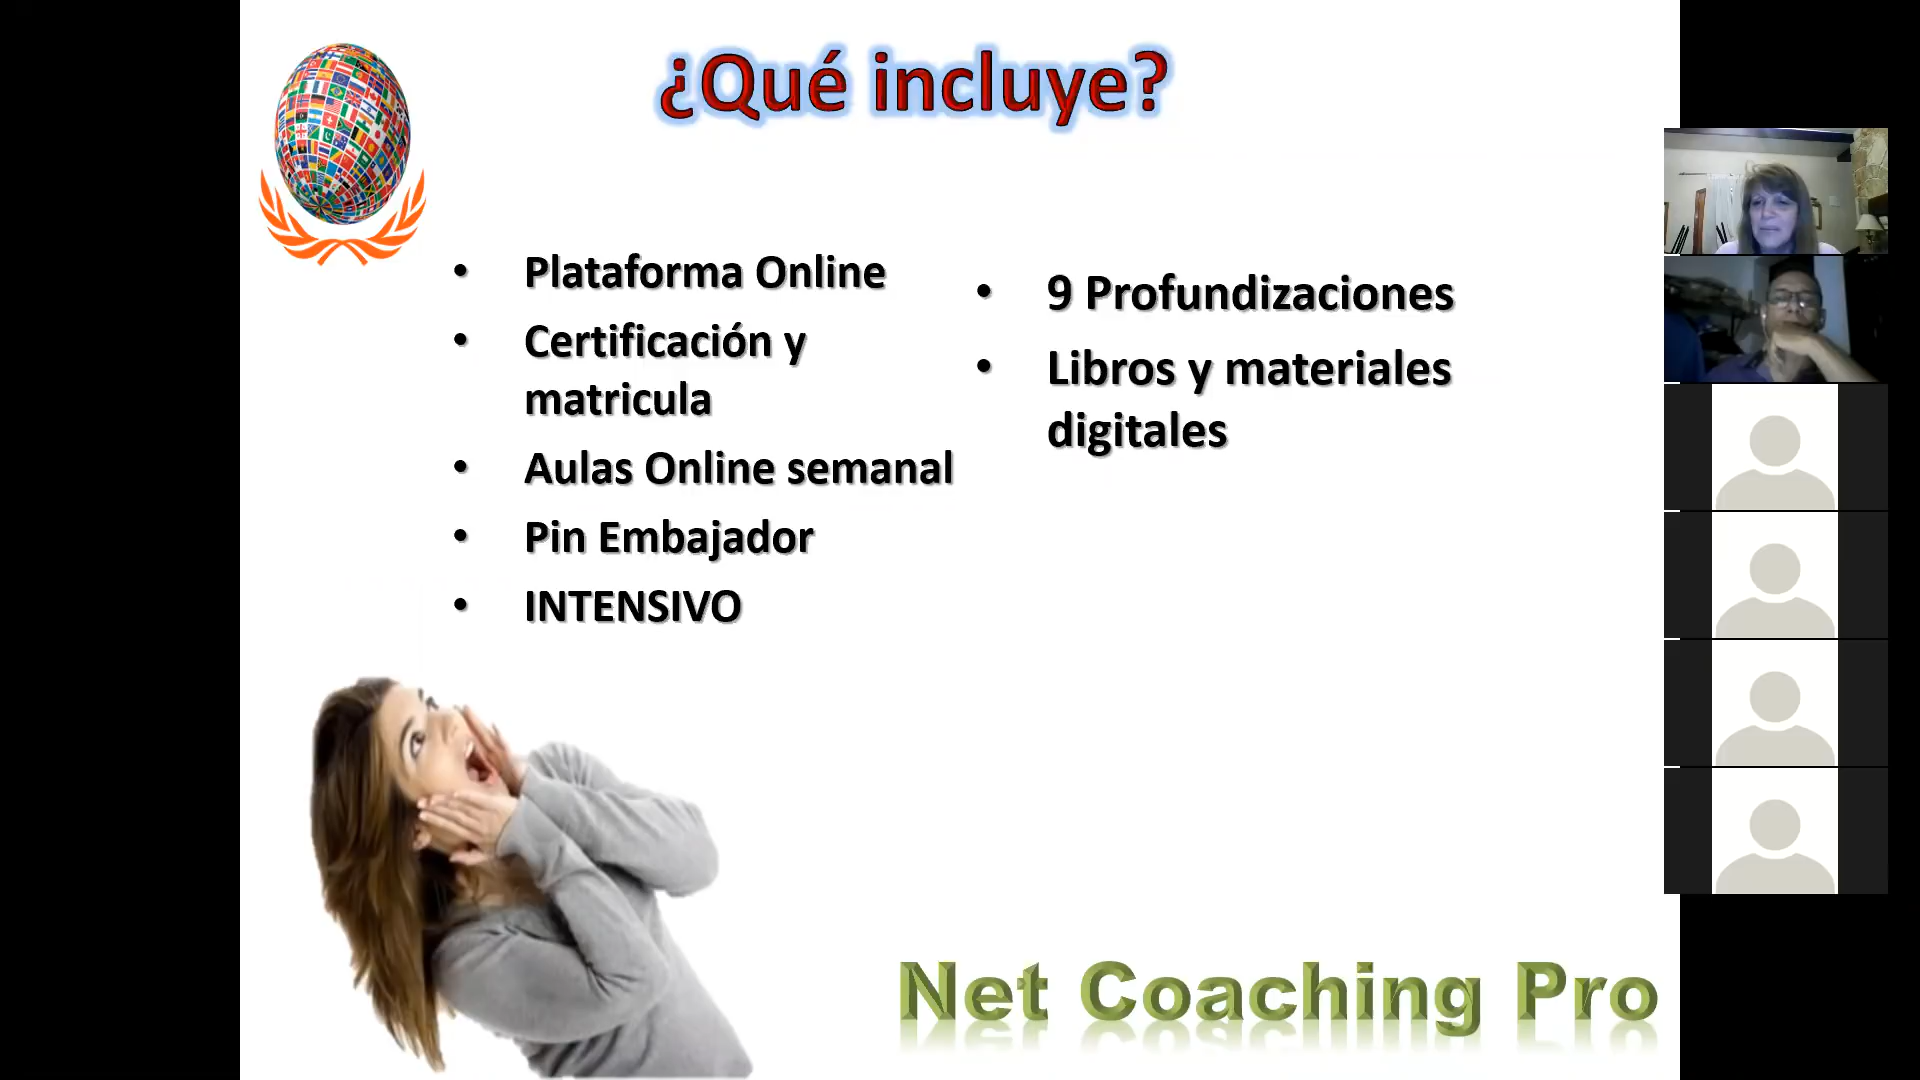 ¿Qué incluye?
• Plataforma Online
• Certificación y
matricula
• Aulas Online semanal
• Pin Embajador
• INTENSIVO
• 9 Profundizaciones
• Libros y materiales
digitales
Net Coaching Pro